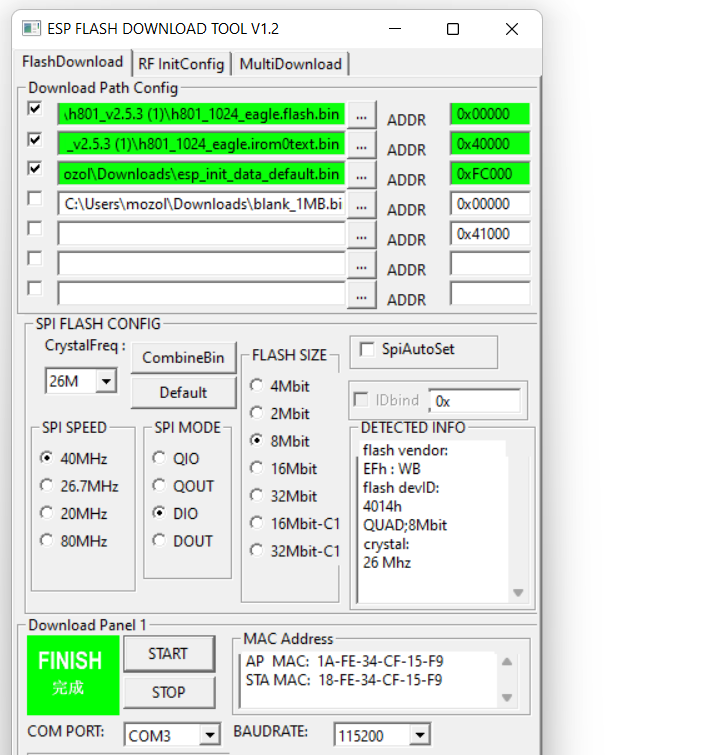 ESP FLASH DOWNLOAD TOOL V1.2
FlashDownload RF InitConfig MultiDownload
Download Path Config
.\h801_v2.5.3 (1)\h801_1024_eagle.flash.bin ... ADDR 0x00000
_v2.5.3 (1)\h801_1024_eagle.irom0text.bin ... ADDR 0x40000
ozol\Downloads\esp_init_data_default.bin ... ADDR 0xFC000
C:\Users\mozol\Downloads\blank_1MB.bi ... ADDR 0x00000
... ADDR 0x41000
... ADDR
... ADDR
SPI FLASH CONFIG
CrystalFreq :
26M
CombineBin
Default
SPI SPEED
40MHz
26.7MHz
20MHz
80MHz
SPI MODE
QIO
QOUT
DIO
DOUT
FLASH SIZE
4Mbit
2Mbit
8Mbit
16Mbit
32Mbit
16Mbit-C1
32Mbit-C1
SpiAutoSet
IDbind 0x
DETECTED INFO
flash vendor:
EFh : WB
flash devID:
4014h
QUAD;8Mbit
crystal:
26 Mhz
Download Panel 1
FINISH
完成
START
STOP
MAC Address
AP MAC: 1A-FE-34-CF-15-F9
STA MAC: 18-FE-34-CF-15-F9
COM PORT: COM3 BAUDRATE: 115200